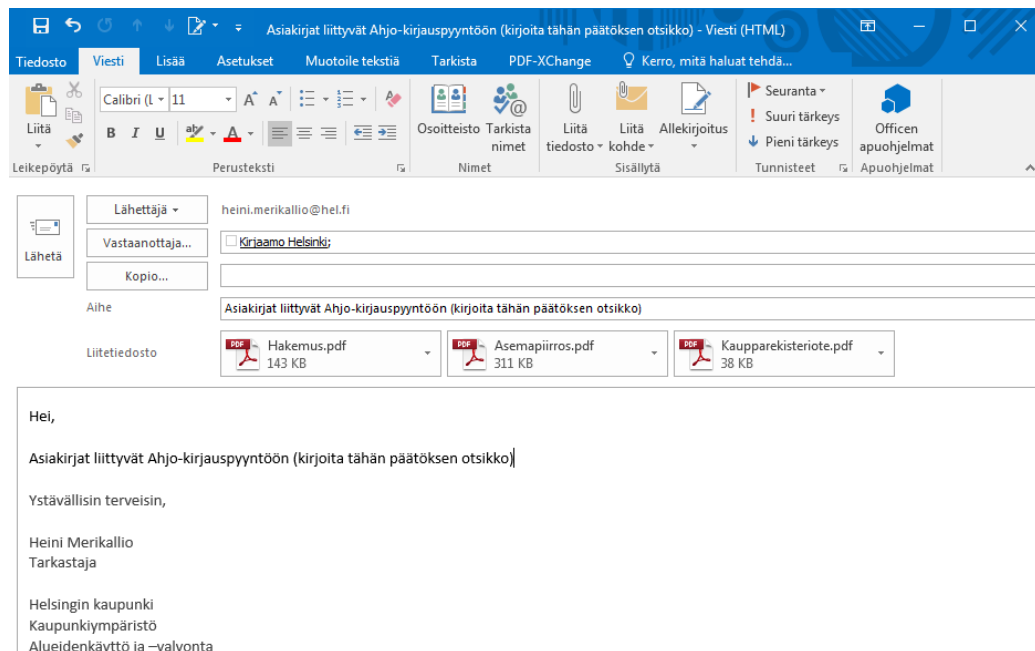 Asiakirjat liittyvät Ahjo-kirjauspyyntöön (kirjoita tähän päätöksen otsikko) - Viesti (HTML)
Tiedosto Viesti Lisää Asetukset Muotoile tekstiä Tarkista PDF-XChange Kerro, mitä haluat tehdä...
Liitä
Leikepöytä
Calibri (L 11
B I U
Perusteksti
Osoitteisto Tarkista nimet
Nimet
Liitä tiedosto Liitä kohde Allekirjoitus
Sisällytä
Seuranta
Suuri tärkeys
Pieni tärkeys
Tunnisteet
Officen apuohjelmat
Apuohjelmat
Lähetä
Lähettäjä heini.merikallio@hel.fi
Vastaanottaja... Kirjaamo Helsinki;
Kopio...
Aihe Asiakirjat liittyvät Ahjo-kirjauspyyntöön (kirjoita tähän päätöksen otsikko)
Liitetiedosto
PDF Hakemus.pdf
143 KB
PDF Asemapiirros.pdf
311 KB
PDF Kaupparekisteriote.pdf
38 KB
Hei,
Asiakirjat liittyvät Ahjo-kirjauspyyntöön (kirjoita tähän päätöksen otsikko)
Ystävällisin terveisin,
Heini Merikallio
Tarkastaja
Helsingin kaupunki
Kaupunkiympäristö
Alueidenkäyttö ja –valvonta